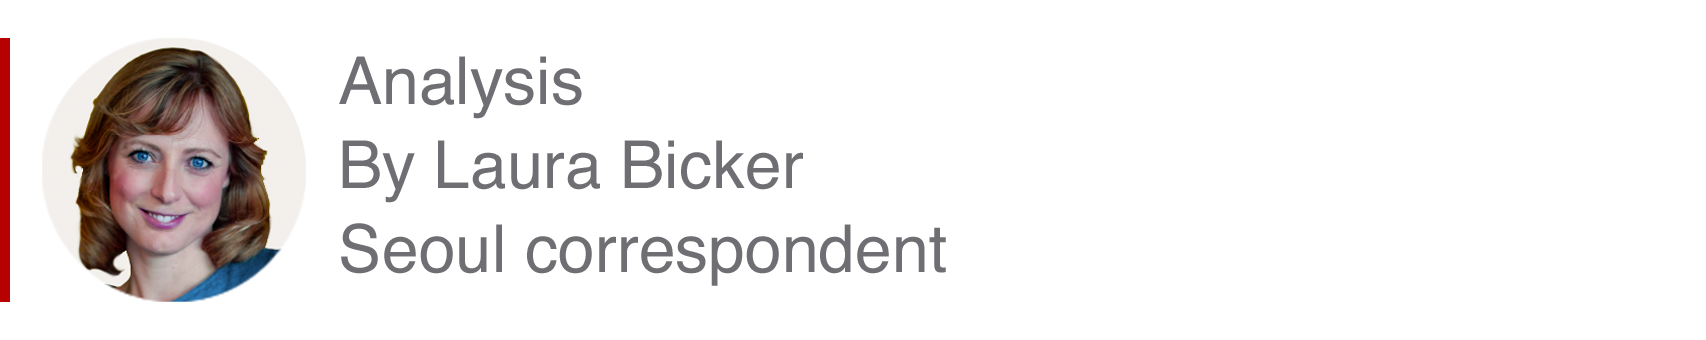 Analysis
By Laura Bicker
Seoul correspondent